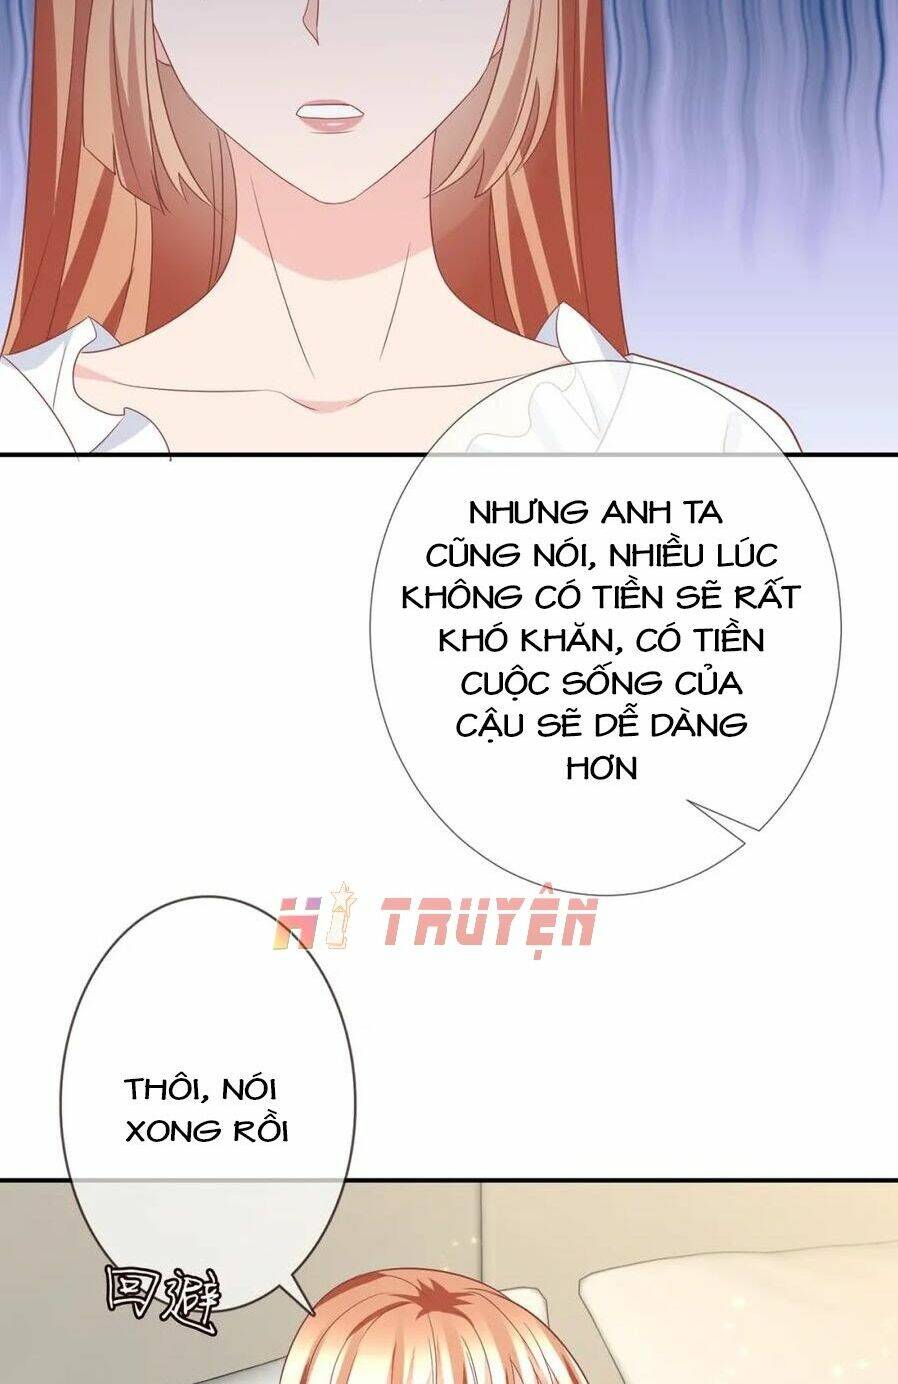 NHƯNG ANH TA
CŨNG NÓI, NHIỀU LÚC
KHÔNG CÓ TIỀN SẼ RẤT
KHÓ KHĂN, CÓ TIỀN
CUỘC SỐNG CỦA
CẬU SẼ DỄ DÀNG
HƠN
HI TRUYỆN
THÔI, NÓI
XONG RỒI
回避